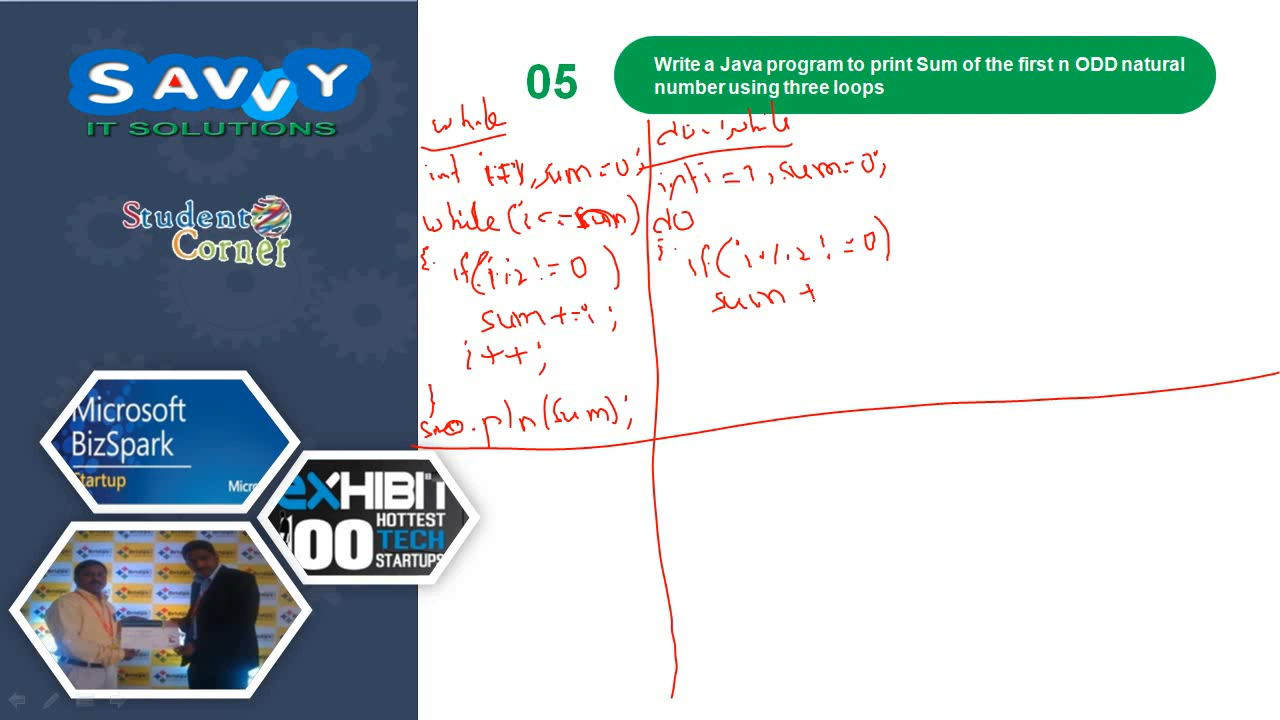 SAVVY
IT SOLUTIONS
Student
Corner
Microsoft
BizSpark
Startup
Micro
eXHIBIT
100 HOTTEST
TECH
STARTUPS
05
Write a Java program to print Sum of the first n ODD natural
number using three loops
while
int i=1, sum=0;
while(i<=
{
if(i%2!=0)
sum+=i;
i++;
}
.pln(sum);
do-while
int i=1, sum=0;
do
{
if(i%2!=0)
sum +